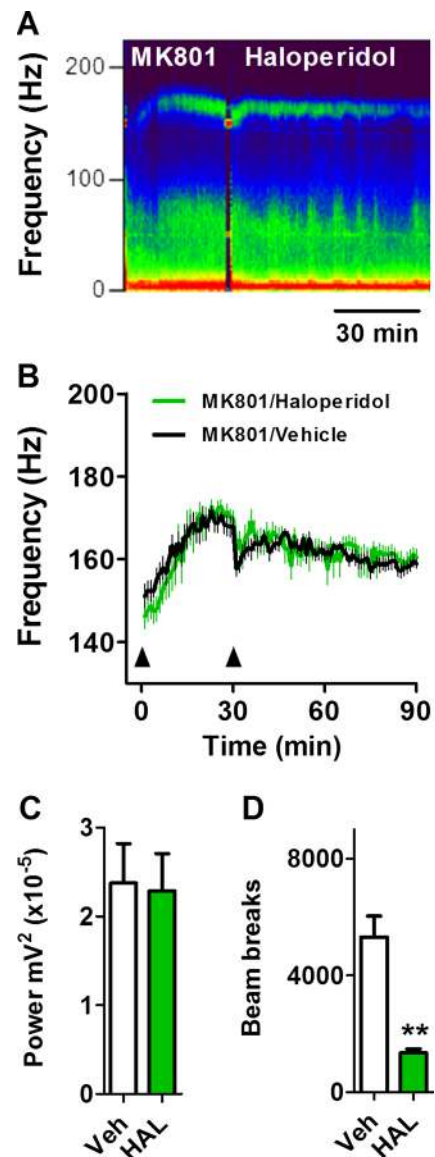 A
MK801 Haloperidol
Frequency (Hz)
200
100
0
30 min
B
Frequency (Hz)
200
180
160
140
MK801/Haloperidol
MK801/Vehicle
0 30 60 90
Time (min)
C
Power mV² (x10⁻⁵)
3
2
1
0
Veh HAL
D
Beam breaks
8000
4000
0
**
Veh HAL